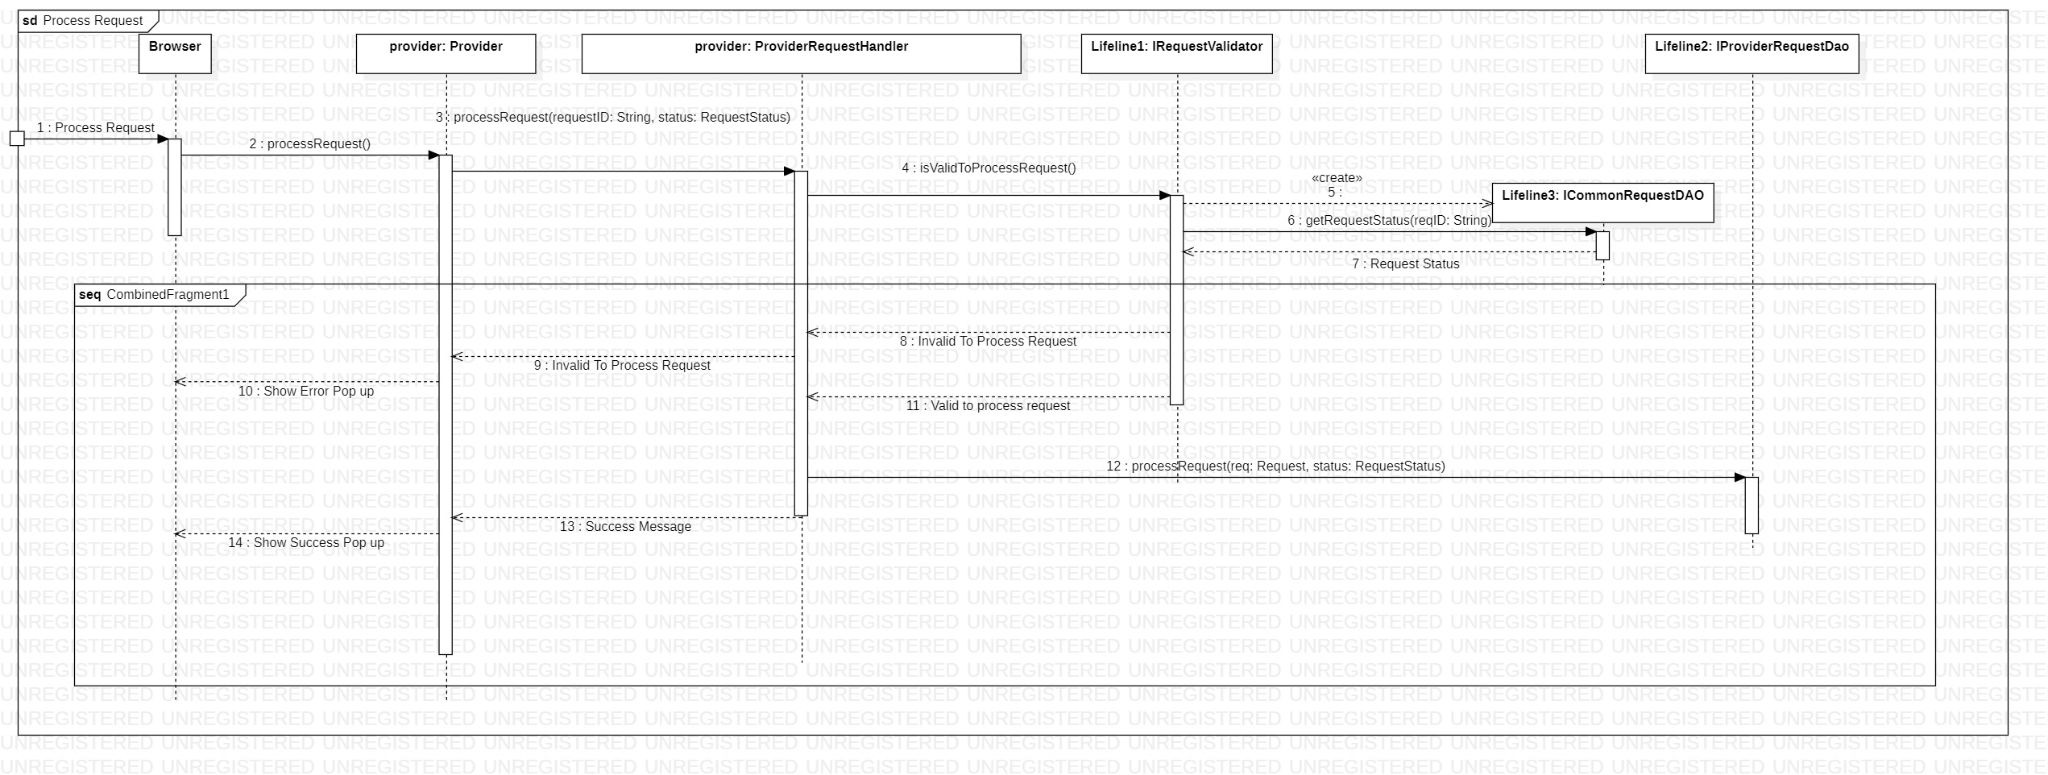 sd Process Request
Browser
provider: Provider
provider: ProviderRequestHandler
Lifeline1: IRequestValidator
Lifeline2: IProviderRequestDao
3 : processRequest(requestID: String, status: RequestStatus)
1 : Process Request
2 : processRequest()
4 : isValidToProcessRequest()
«create»
5 :
Lifeline3: ICommonRequestDAO
6 : getRequestStatus(reqID: String)
7 : Request Status
seq CombinedFragment1
8 : Invalid To Process Request
9 : Invalid To Process Request
10 : Show Error Pop up
11 : Valid to process request
12 : processRequest(req: Request, status: RequestStatus)
13 : Success Message
14 : Show Success Pop up
UNREGISTERED